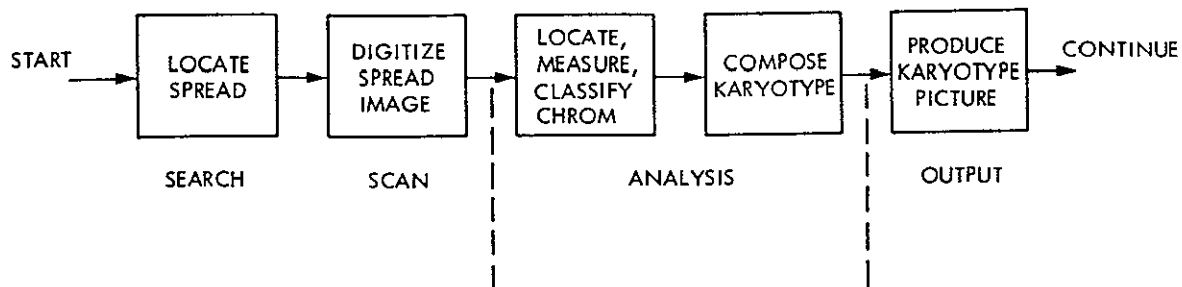 START
LOCATE
SPREAD
DIGITIZE
SPREAD
IMAGE
LOCATE,
MEASURE,
CLASSIFY
CHROM
COMPOSE
KARYOTYPE
PRODUCE
KARYOTYPE
PICTURE
CONTINUE
SEARCH
SCAN
ANALYSIS
OUTPUT